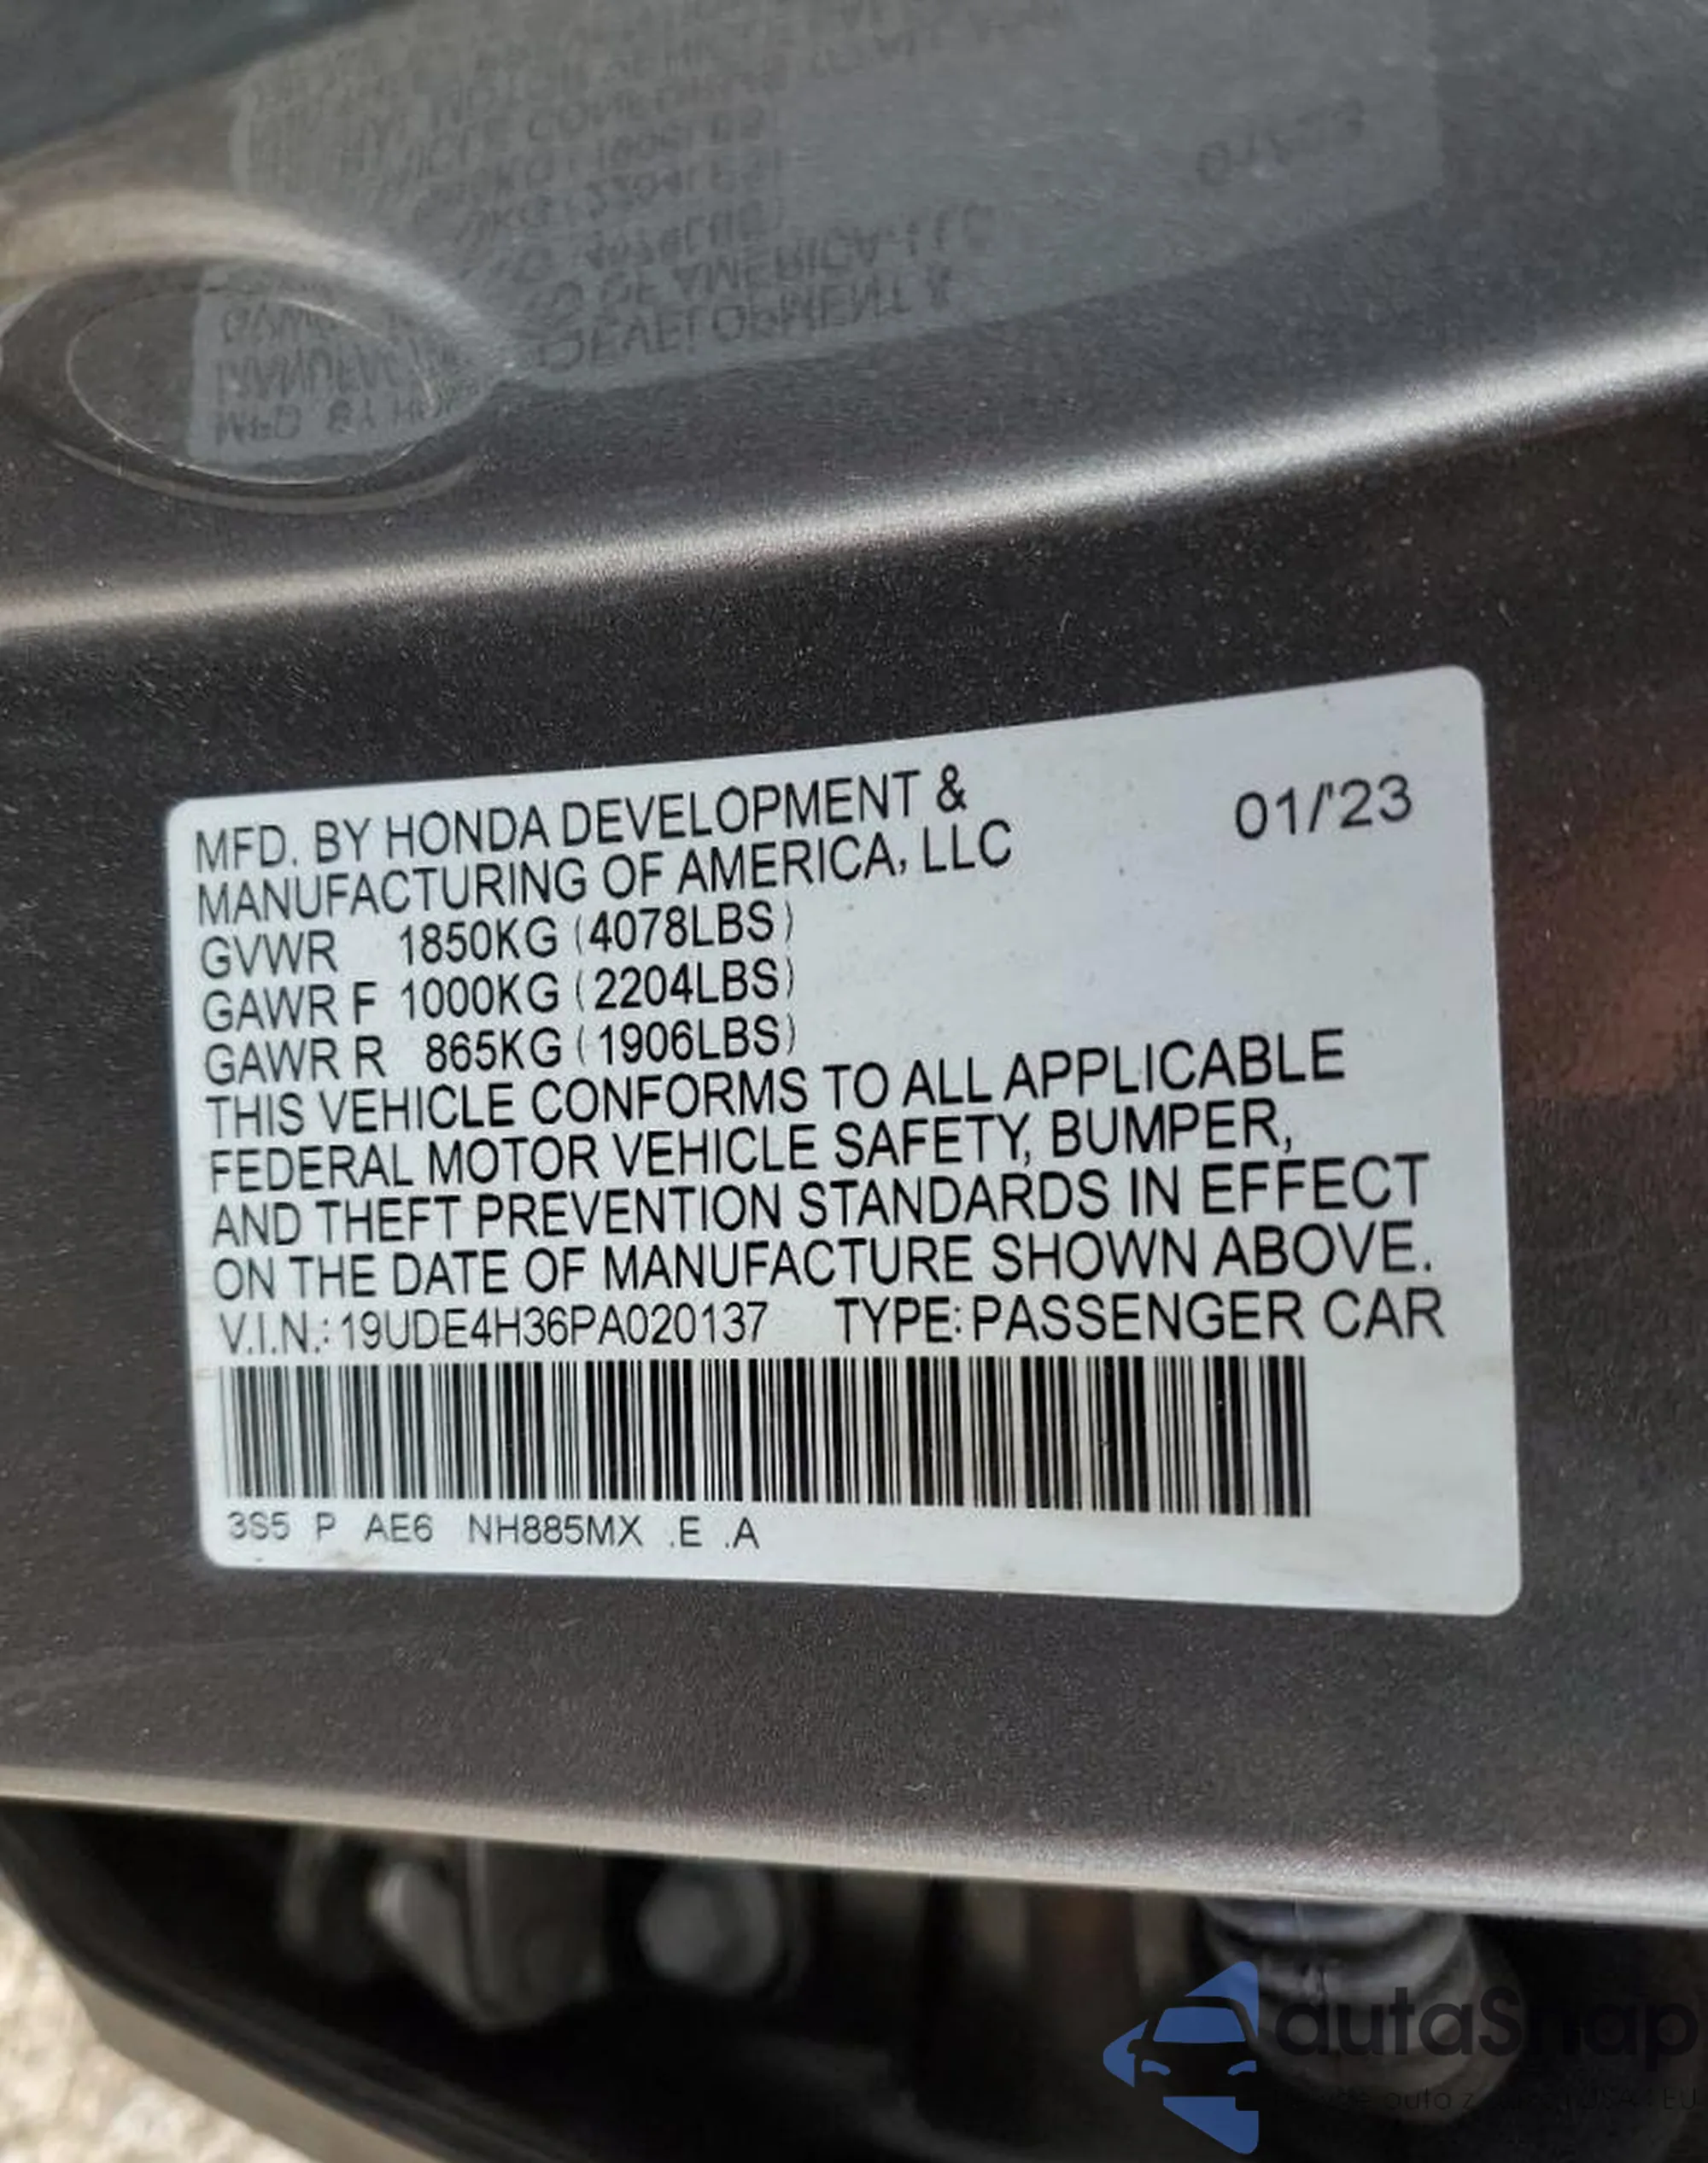 MFD. BY HONDA DEVELOPMENT &
MANUFACTURING OF AMERICA, LLC
01/'23
GVWR 1850KG (4078LBS)
GAWR F 1000KG (2204LBS)
GAWR R 865KG (1906LBS)
THIS VEHICLE CONFORMS TO ALL APPLICABLE
FEDERAL MOTOR VEHICLE SAFETY, BUMPER,
AND THEFT PREVENTION STANDARDS IN EFFECT
ON THE DATE OF MANUFACTURE SHOWN ABOVE.
V.I.N.: 19UDE4H36PA020137 TYPE: PASSENGER CAR
3S5 P AE6 NH885MX .E .A
autaSnap
auto z